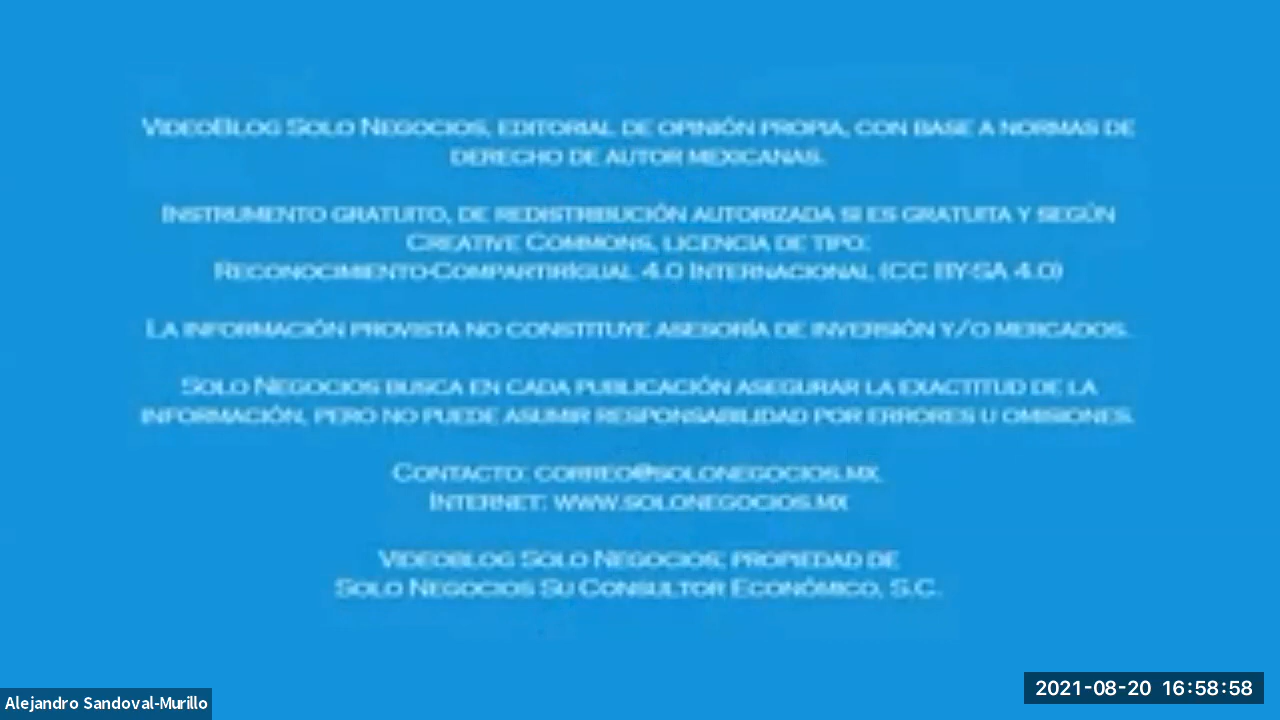 VideoBlog Solo Negocios, editorial de opinión propia, con base a normas de
derecho de autor mexicanas.
Instrumento gratuito, de redistribución autorizada si es gratuita y según
Creative Commons, licencia de tipo:
Reconocimiento-CompartirIgual 4.0 Internacional (CC BY-SA 4.0)
La información provista no constituye asesoría de inversión y/o mercados.
Solo Negocios busca en cada publicación asegurar la exactitud de la
información, pero no puede asumir responsabilidad por errores u omisiones.
Contacto: correo@solonegocios.mx,
Internet: www.solonegocios.mx
Videoblog Solo Negocios; propiedad de
Solo Negocios Su Consultor Económico, S.C.
Alejandro Sandoval-Murillo
2021-08-20 16:58:58